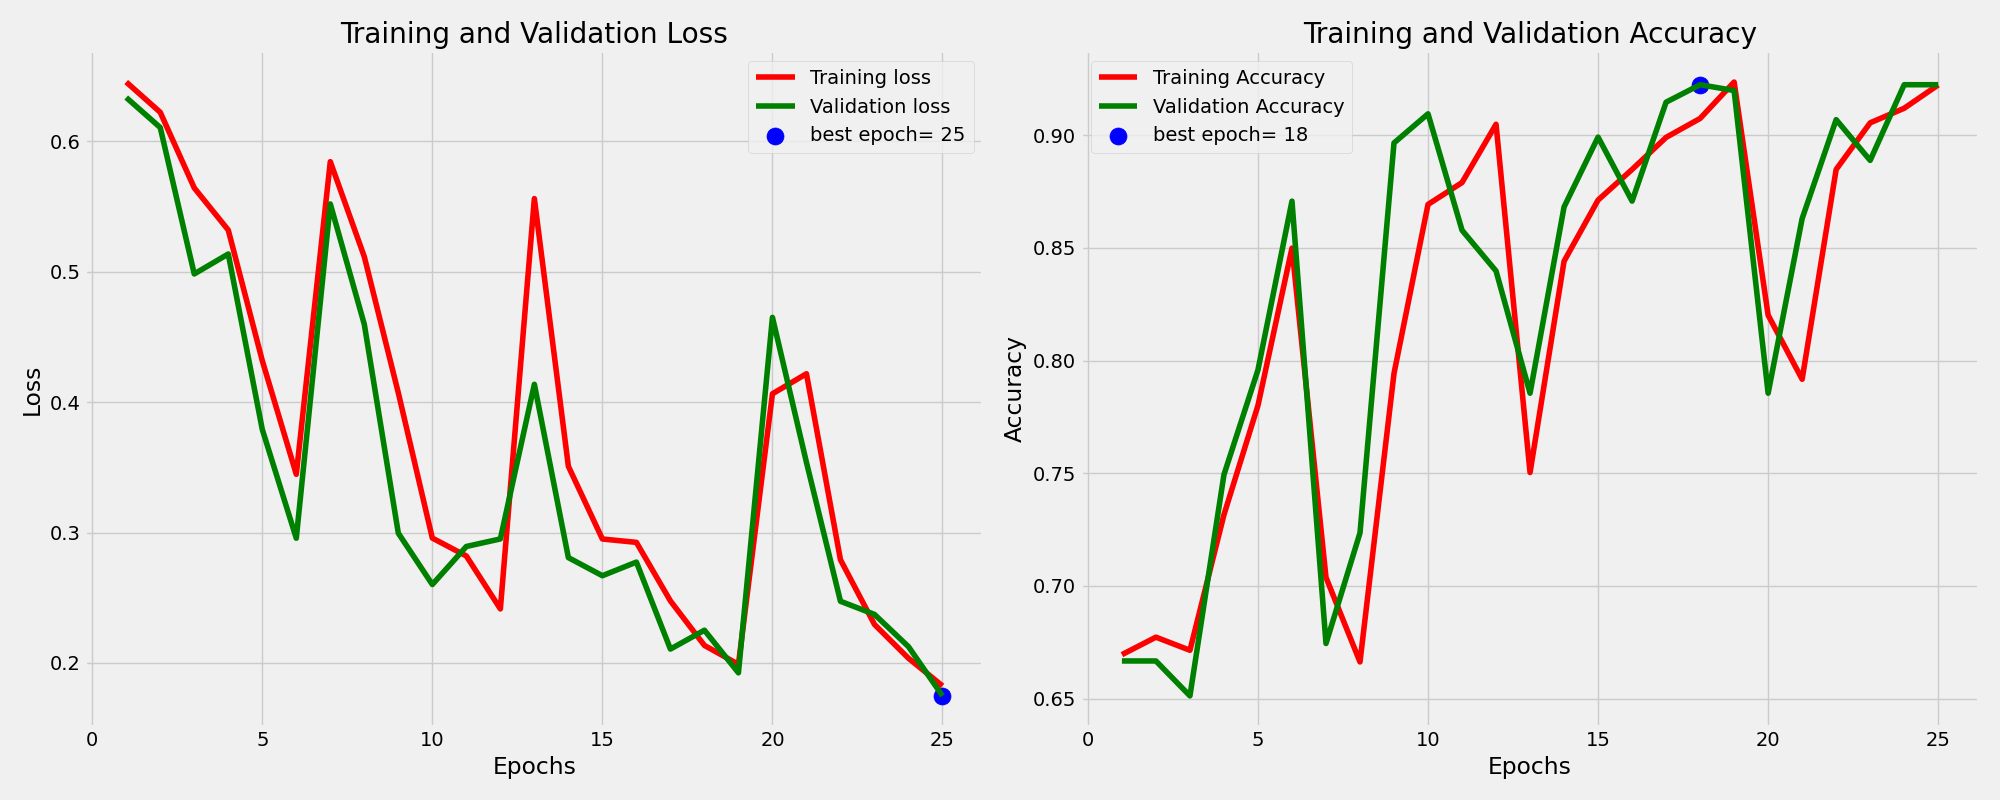 Training and Validation Loss
Training loss
Validation loss
best epoch= 25
Loss
0.6
0.5
0.4
0.3
0.2
0 5 10 15 20 25
Epochs
Training and Validation Accuracy
Training Accuracy
Validation Accuracy
best epoch= 18
Accuracy
0.90
0.85
0.80
0.75
0.70
0.65
0 5 10 15 20 25
Epochs